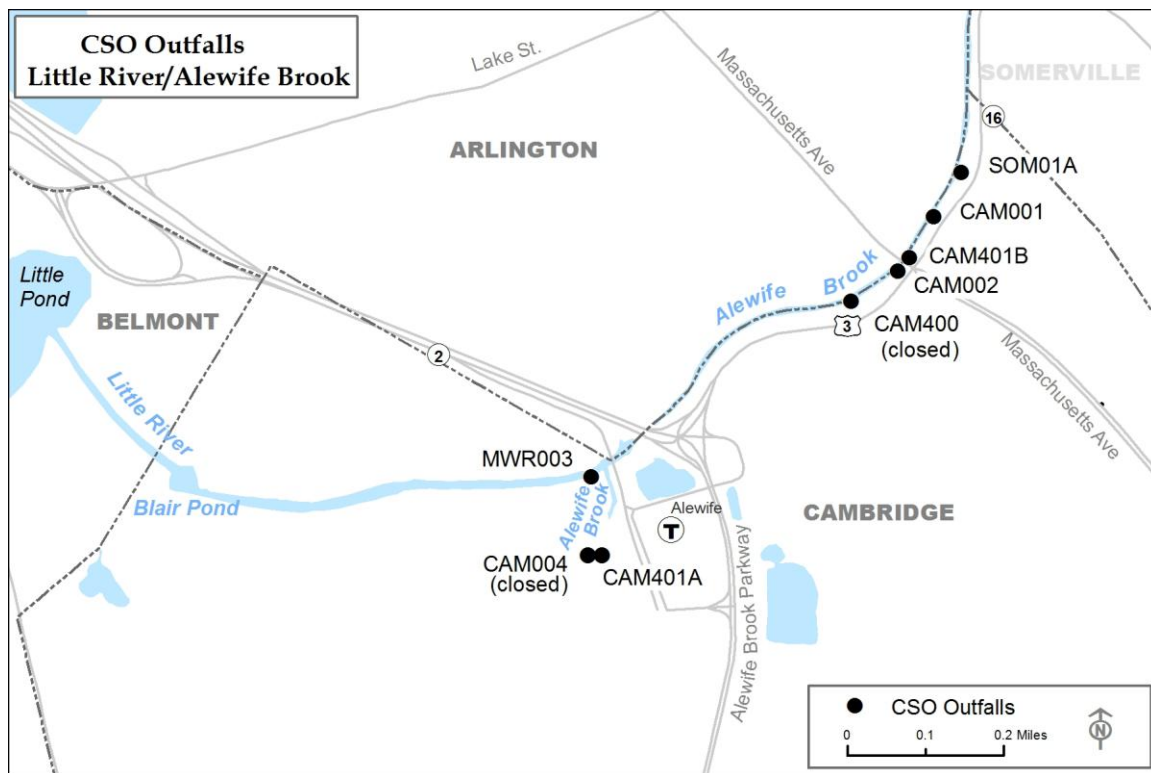 CSO Outfalls
Little River/Alewife Brook
Lake St.
Massachusetts Ave
SOMERVILLE
16
ARLINGTON
SOM01A
CAM001
CAM401B
CAM002
Alewife Brook
CAM400
(closed)
3
Little
Pond
BELMONT
2
Massachusetts Ave
Little River
MWR003
Blair Pond
Alewife
Brook
Alewife
T
CAMBRIDGE
CAM004
(closed)
CAM401A
Alewife Brook Parkway
CSO Outfalls
0 0.1 0.2 Miles
N